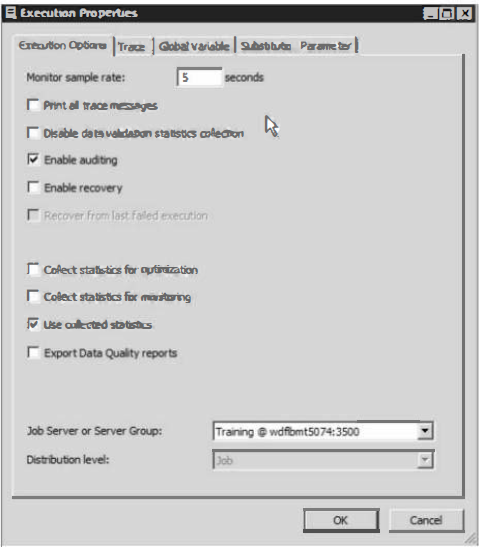 Execution Properties
Execution Options Trace Global Variable Substitution Parameter
Monitor sample rate: 5 seconds
Print all trace messages
Disable data validation statistics collection
Enable auditing
Enable recovery
Recover from last failed execution
Collect statistics for optimization
Collect statistics for monitoring
Use collected statistics
Export Data Quality reports
Job Server or Server Group: Training @ wdflbmt5074:3500
Distribution level: Job
OK Cancel